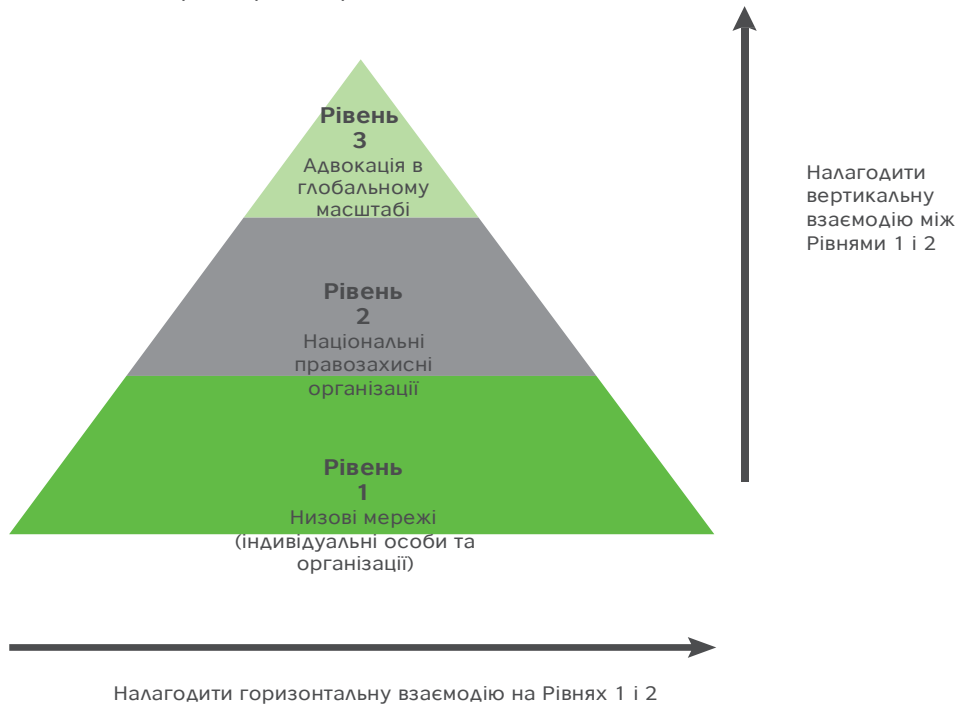 Рівень
3
Адвокація в
глобальному
масштабі
Налагодити
вертикальну
взаємодію між
Рівнями 1 і 2
Рівень
2
Національні
правозахисні
організації
Рівень
1
Низові мережі
(індивідуальні особи та
організації)
Налагодити горизонтальну взаємодію на Рівнях 1 і 2